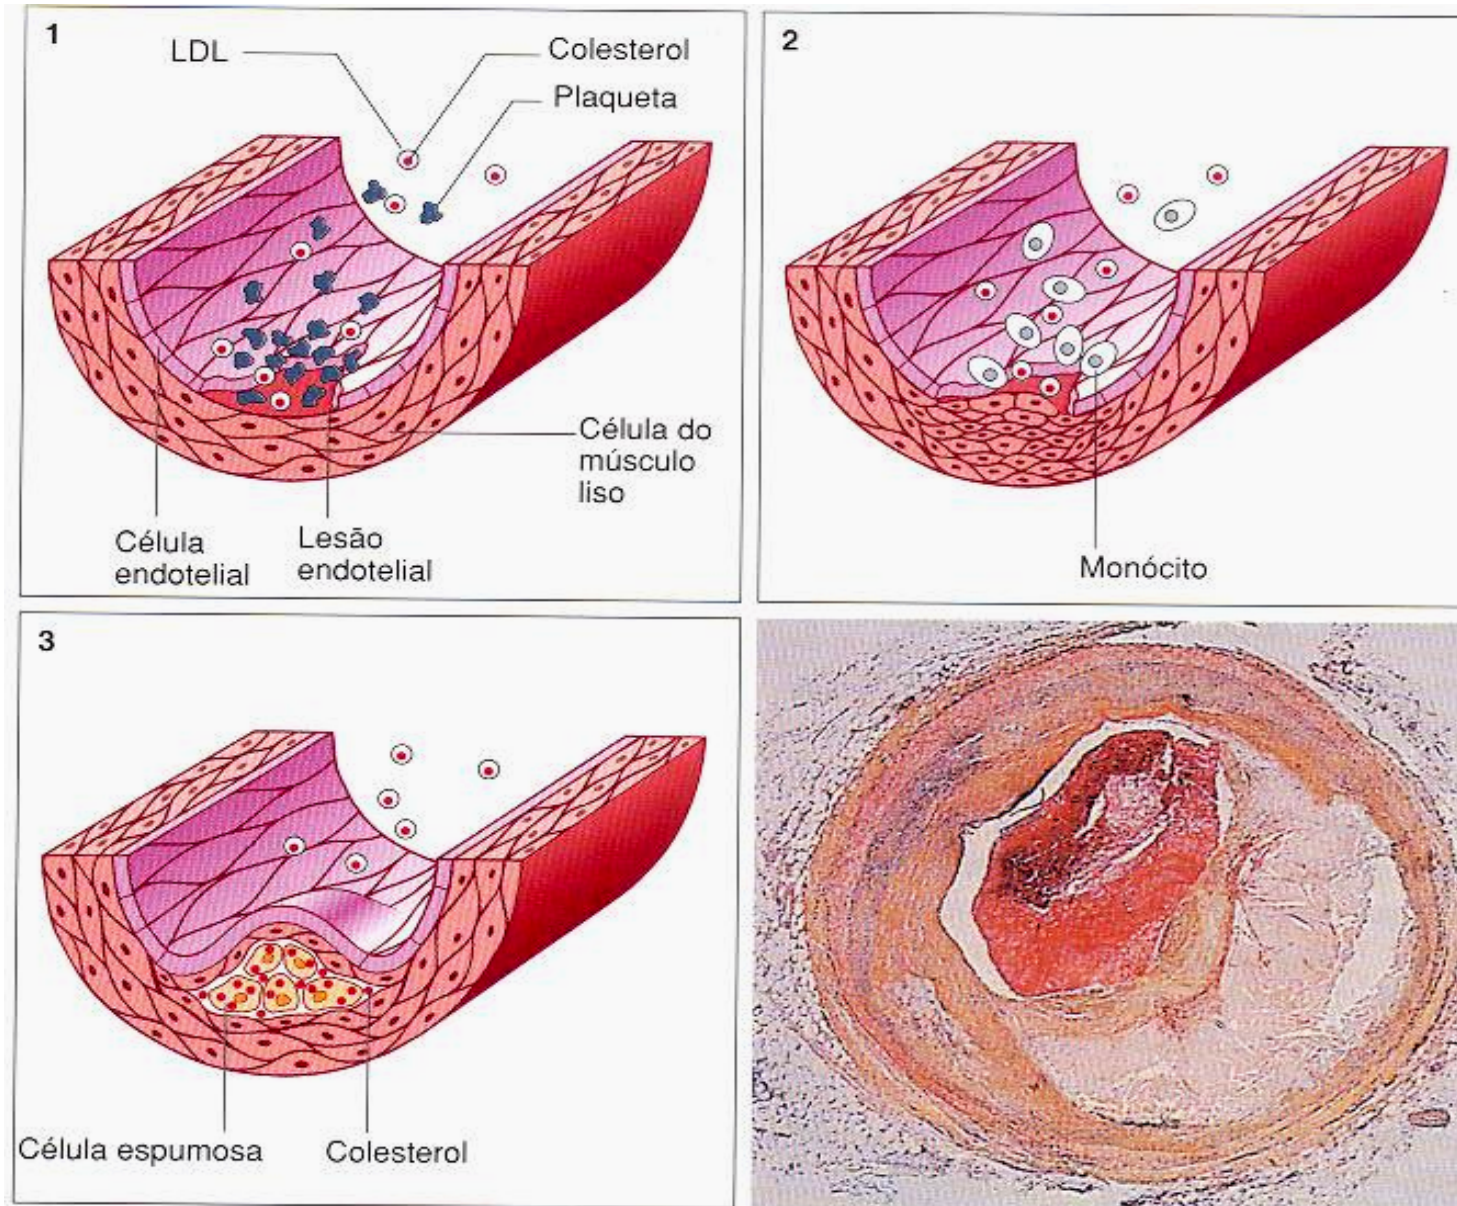 1
LDL
Colesterol
Plaqueta
Célula do
músculo
liso
Célula
endotelial
Lesão
endotelial
2
Monócito
3
Célula espumosa
Colesterol